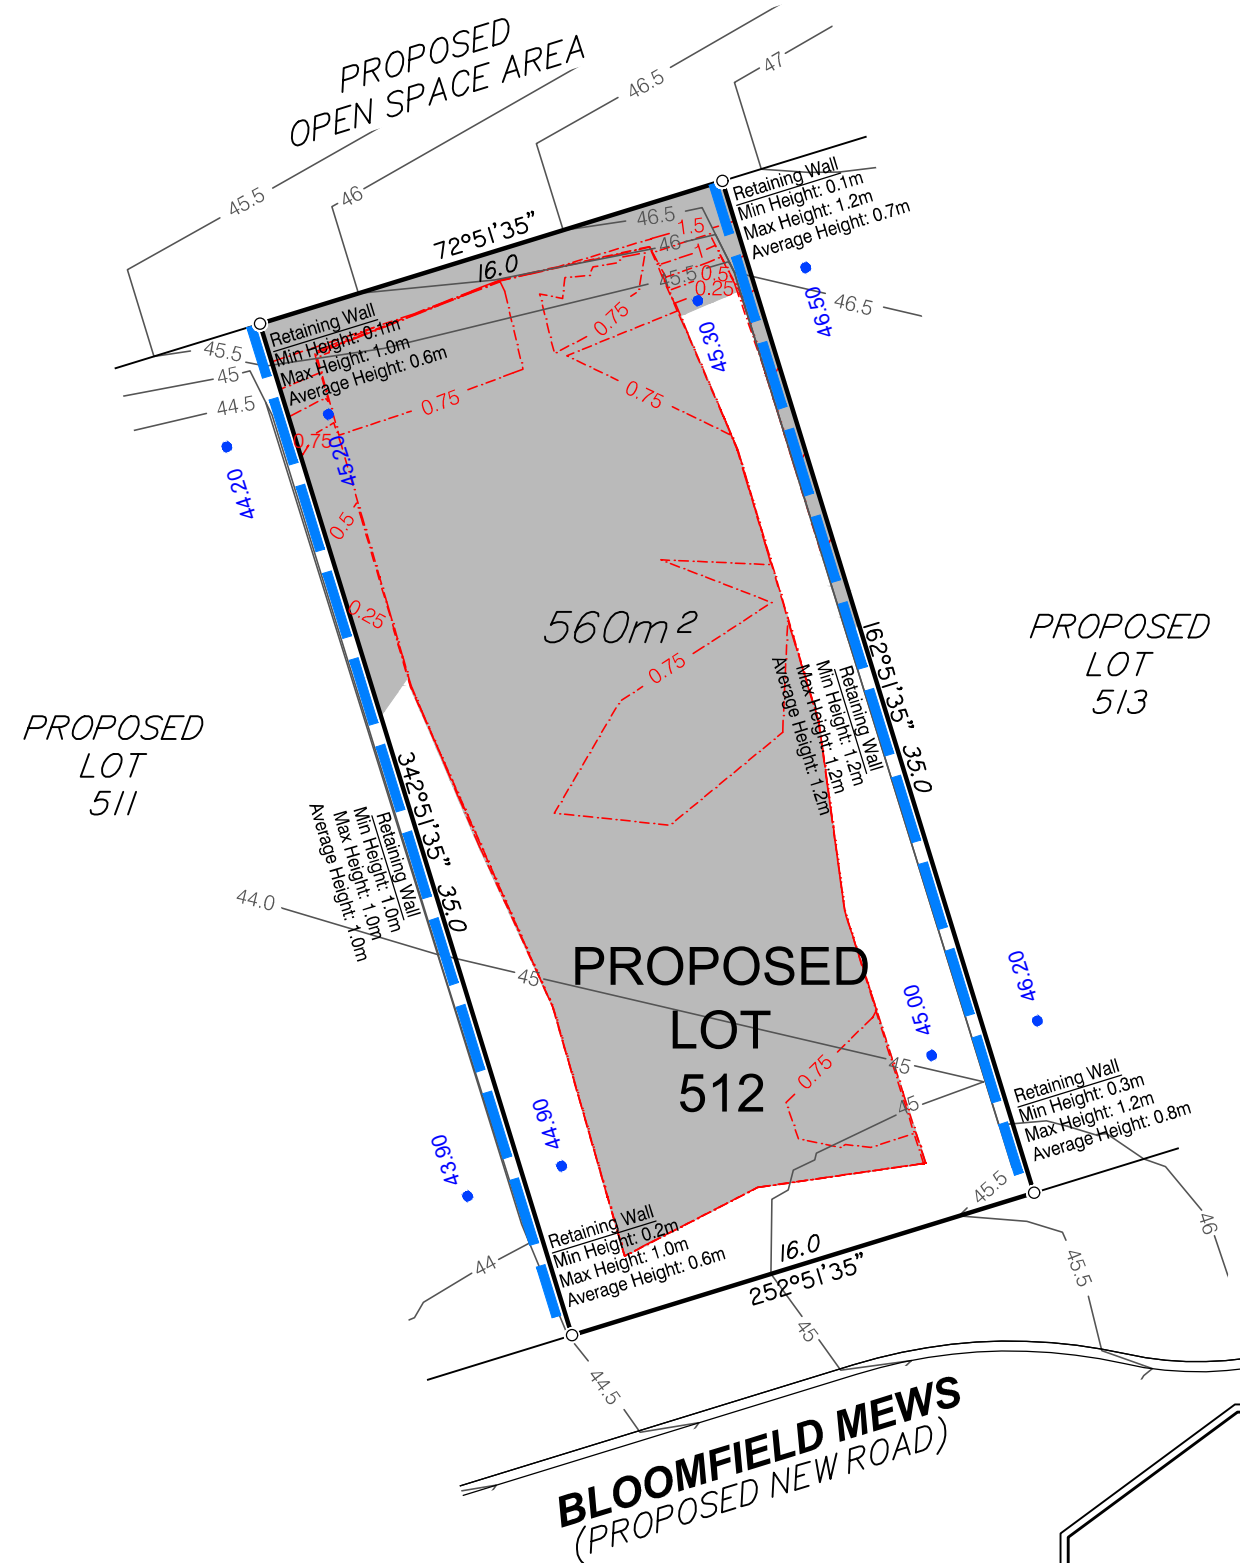 PROPOSED
OPEN SPACE AREA
45.5
46
46.5
47
72°51'35"
16.0
46.5
46
45.5
1.5
1
0.5
0.25
Retaining Wall
Min Height: 0.1m
Max Height: 1.2m
Average Height: 0.7m
46.50
46.5
45.30
45.5
45
44.5
Retaining Wall
Min Height: 0.1m
Max Height: 1.0m
Average Height: 0.6m
0.75
0.75
0.75
0.75
44.20
45.20
0.5
0.25
560m²
0.75
162°51'35"
35.0
Retaining Wall
Min Height: 1.2m
Max Height: 1.2m
Average Height: 1.2m
PROPOSED
LOT
513
PROPOSED
LOT
511
342°51'35"
35.0
Retaining Wall
Min Height: 1.0m
Max Height: 1.0m
Average Height: 1.0m
44.0
45
PROPOSED
LOT
512
45.00
46.20
45
45
0.75
43.90
44.90
Retaining Wall
Min Height: 0.3m
Max Height: 1.2m
Average Height: 0.8m
45.5
46
45.5
Retaining Wall
Min Height: 0.2m
Max Height: 1.0m
Average Height: 0.6m
44
16.0
252°51'35"
45
44.5
BLOOMFIELD MEWS
(PROPOSED NEW ROAD)